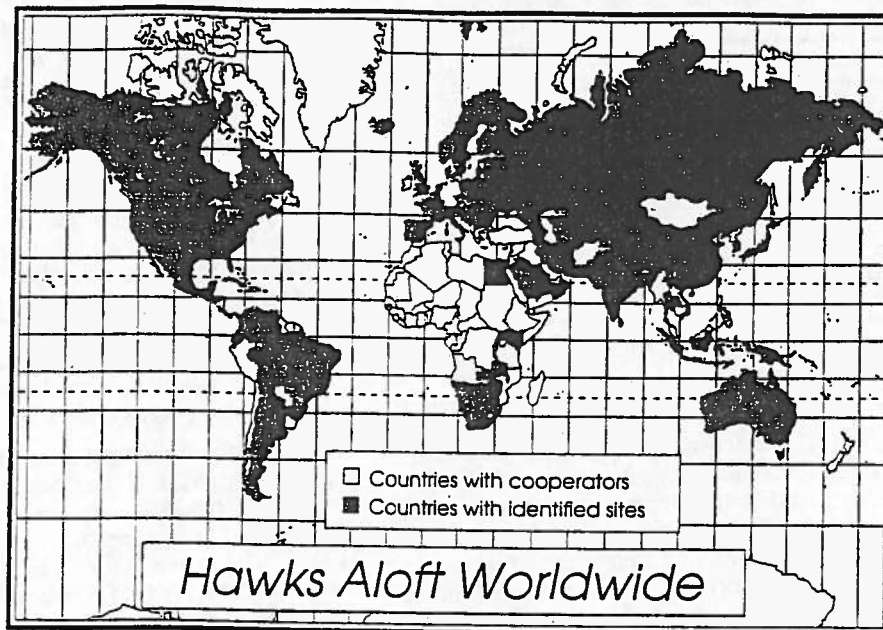 Countries with cooperators
Countries with identified sites
Hawks Aloft Worldwide